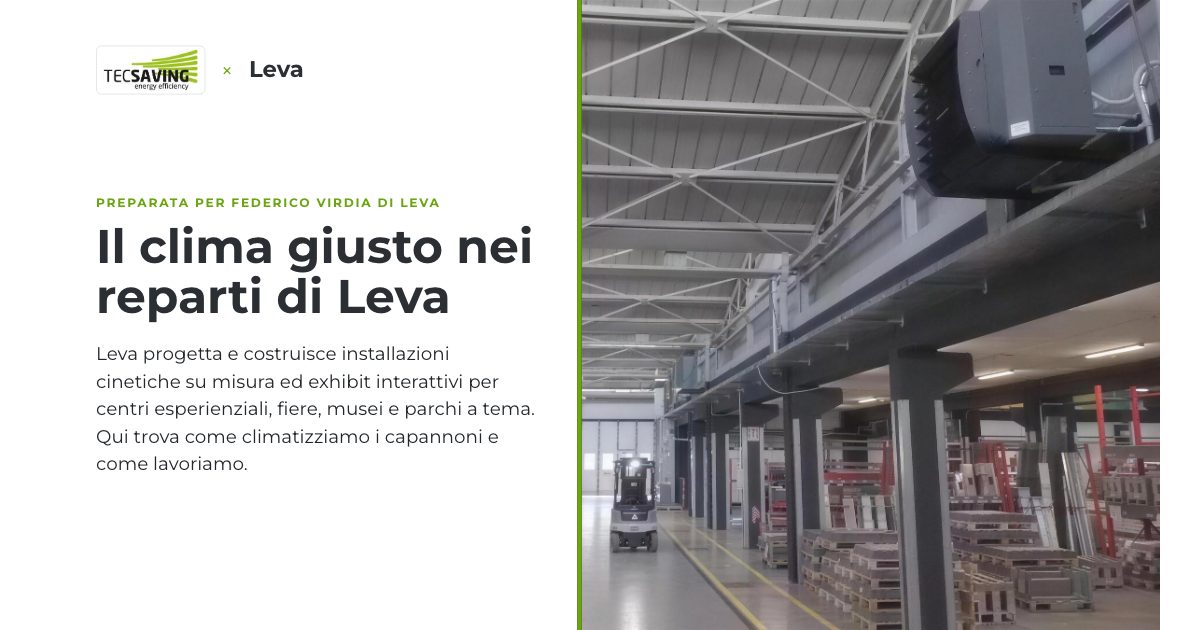 TECSAVING
energy efficiency
× Leva
PREPARATA PER FEDERICO VIRDIA DI LEVA
Il clima giusto nei
reparti di Leva
Leva progetta e costruisce installazioni
cinetiche su misura ed exhibit interattivi per
centri esperienziali, fiere, musei e parchi a tema.
Qui trova come climatizziamo i capannoni e
come lavoriamo.